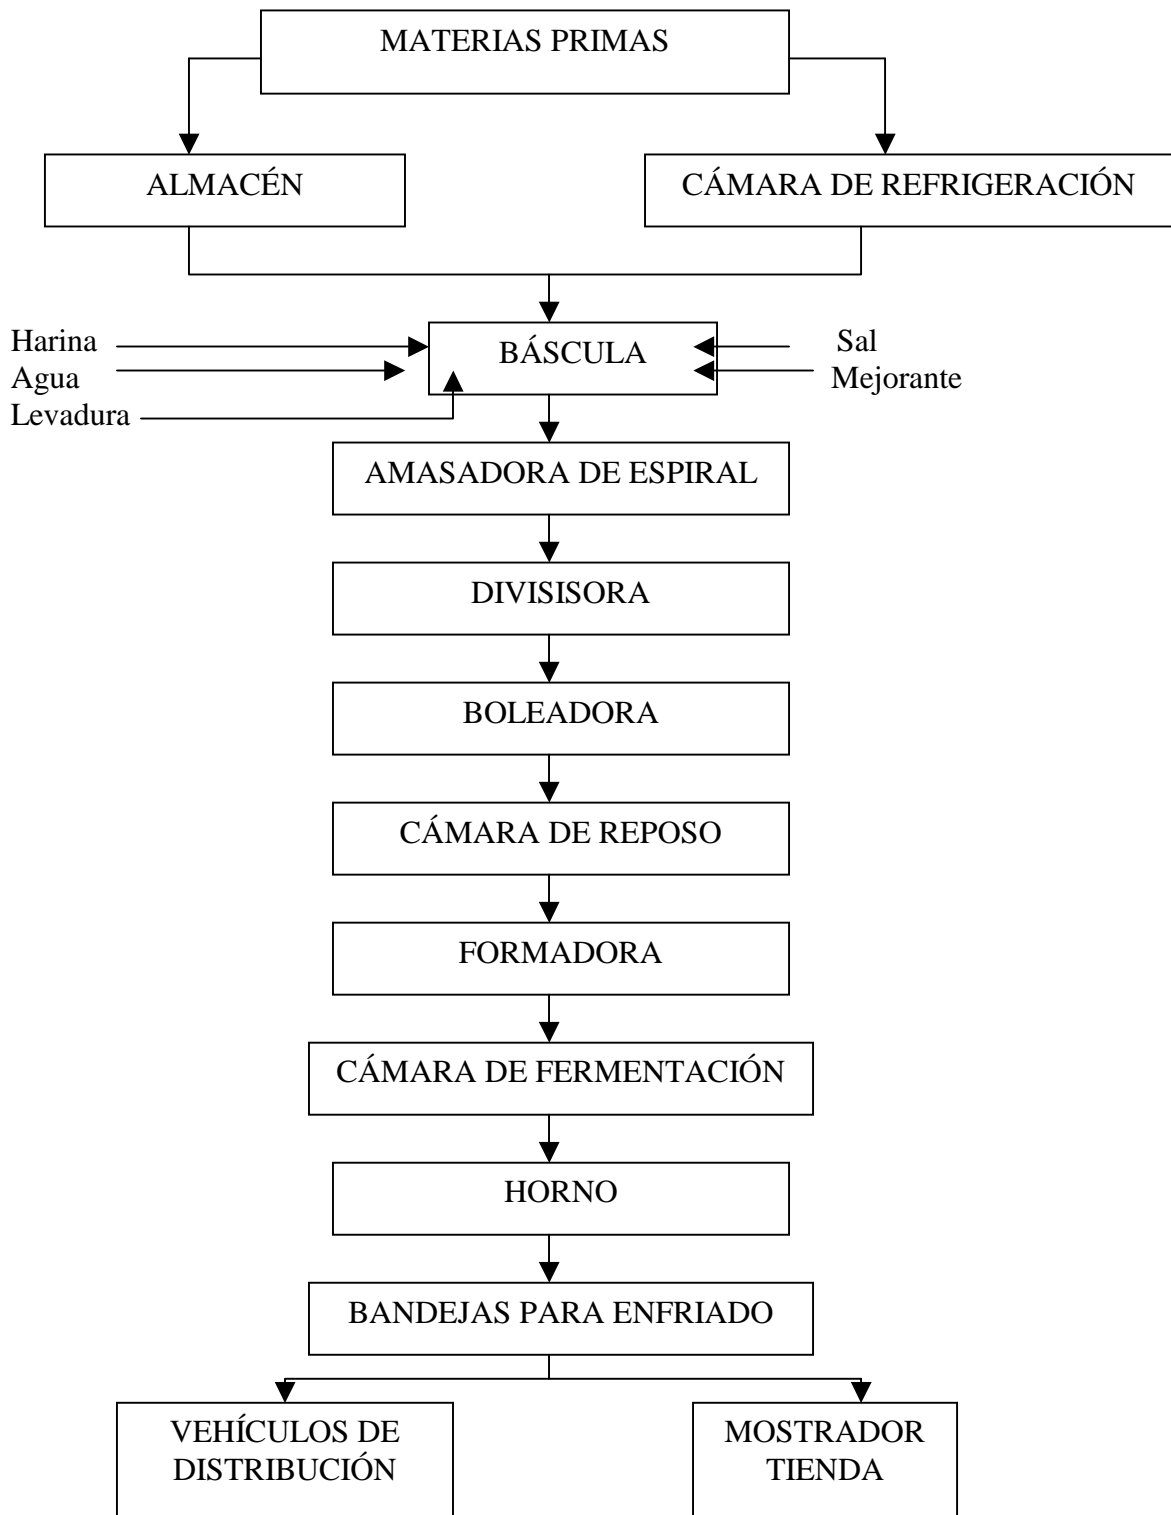 MATERIAS PRIMAS
ALMACÉN
CÁMARA DE REFRIGERACIÓN
Harina
Agua
Levadura
BÁSCULA
Sal
Mejorante
AMASADORA DE ESPIRAL
DIVISISORA
BOLEADORA
CÁMARA DE REPOSO
FORMADORA
CÁMARA DE FERMENTACIÓN
HORNO
BANDEJAS PARA ENFRIADO
VEHÍCULOS DE
DISTRIBUCIÓN
MOSTRADOR
TIENDA